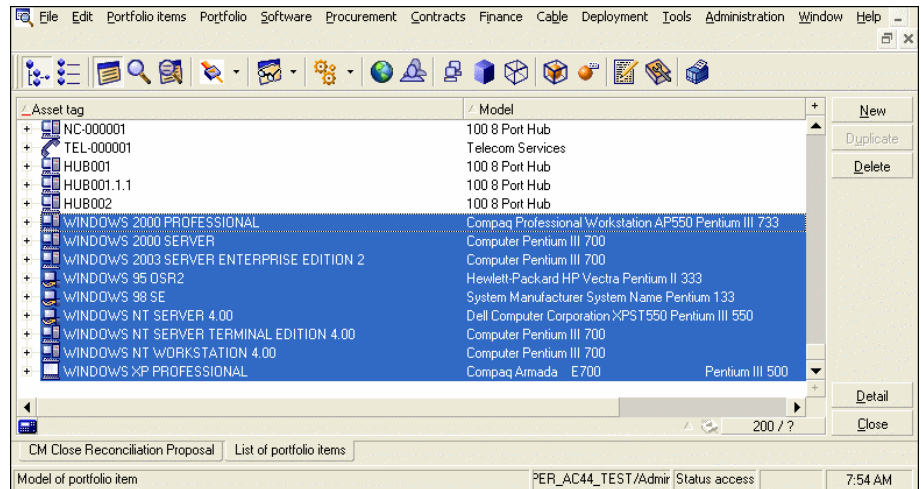 File Edit Portfolio items Portfolio Software Procurement Contracts Finance Cable Deployment Tools Administration Window Help
Asset tag Model
NC-000001 100 8 Port Hub
TEL-000001 Telecom Services
HUB001 100 8 Port Hub
HUB001.1.1 100 8 Port Hub
HUB002 100 8 Port Hub
WINDOWS 2000 PROFESSIONAL Compaq Professional Workstation AP550 Pentium III 733
WINDOWS 2000 SERVER Computer Pentium III 700
WINDOWS 2003 SERVER ENTERPRISE EDITION 2 Computer Pentium III 700
WINDOWS 95 OSR2 Hewlett-Packard HP Vectra Pentium II 333
WINDOWS 98 SE System Manufacturer System Name Pentium 133
WINDOWS NT SERVER 4.00 Dell Computer Corporation XPST550 Pentium III 550
WINDOWS NT SERVER TERMINAL EDITION 4.00 Computer Pentium III 700
WINDOWS NT WORKSTATION 4.00 Computer Pentium III 700
WINDOWS XP PROFESSIONAL Compaq Armada E700 Pentium III 500
New
Duplicate
Delete
Detail
Close
200 / ?
CM Close Reconciliation Proposal List of portfolio items
Model of portfolio item PER_AC44_TEST/Admir Status access 7:54 AM